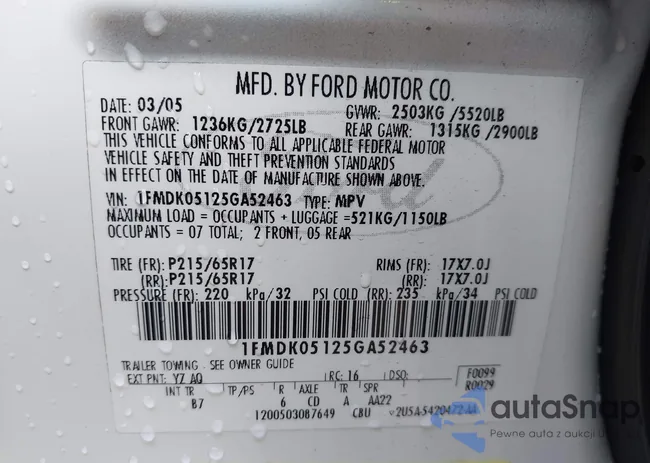 MFD. BY FORD MOTOR CO.
DATE: 03/05 GVWR: 2503KG /5520LB
FRONT GAWR: 1236KG/2725LB REAR GAWR: 1315KG/2900LB
THIS VEHICLE CONFORMS TO ALL APPLICABLE FEDERAL MOTOR
VEHICLE SAFETY AND THEFT PREVENTION STANDARDS
IN EFFECT ON THE DATE OF MANUFACTURE SHOWN ABOVE.
VIN: 1FMDK05125GA52463 TYPE: MPV
MAXIMUM LOAD = OCCUPANTS + LUGGAGE =521KG/1150LB
OCCUPANTS = 07 TOTAL; 2 FRONT, 05 REAR
TIRE (FR): P215/65R17 RIMS (FR): 17X7.0J
(RR): P215/65R17 (RR): 17X7.0J
PRESSURE (FR): 220 kPa/32 PSI COLD (RR): 235 kPa/34 PSI COLD
1FMDK05125GA52463
TRAILER TOWING - SEE OWNER GUIDE
EXT PNT: YZ AQ RC: 16 DSO: F0099
R0029
INT TR TP/PS R AXLE TR SPR
B7 6 CD A AA22
1200503087649 CBU
autaSnap
Pewne auta z aukcji USA